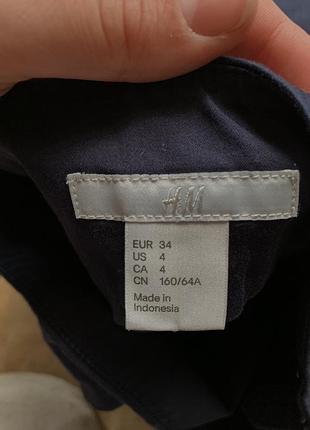 H&M
EUR 34
US 4
CA 4
CN 160/64A
Made in
Indonesia